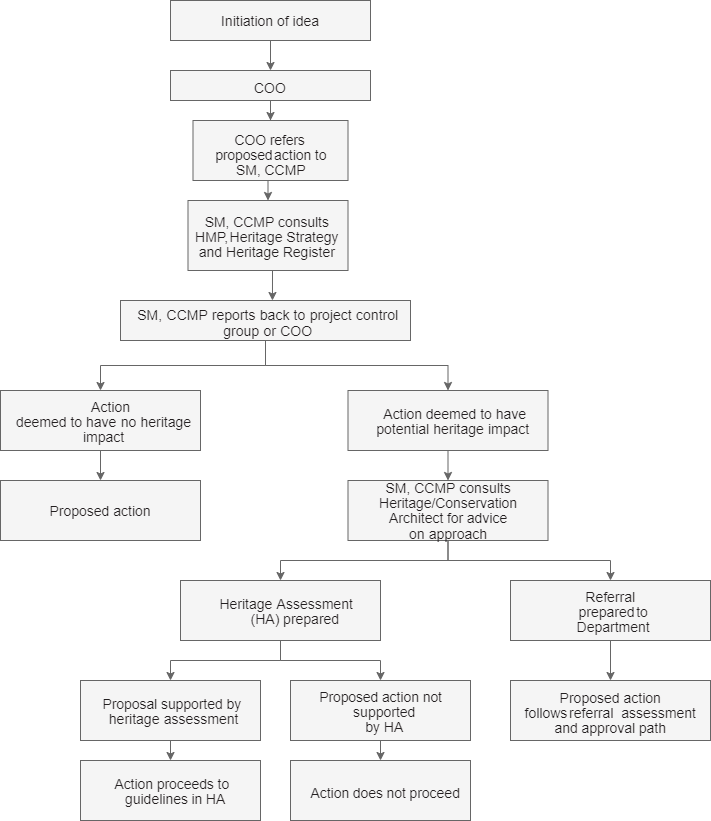 Initiation of idea
COO
COO refers
proposed action to
SM, CCMP
SM, CCMP consults
HMP, Heritage Strategy
and Heritage Register
SM, CCMP reports back to project control
group or COO
Action
deemed to have no heritage
impact
Action deemed to have
potential heritage impact
Proposed action
SM, CCMP consults
Heritage/Conservation
Architect for advice
on approach
Heritage Assessment
(HA) prepared
Referral
prepared to
Department
Proposal supported by
heritage assessment
Proposed action not
supported
by HA
Proposed action
follows referral assessment
and approval path
Action proceeds to
guidelines in HA
Action does not proceed